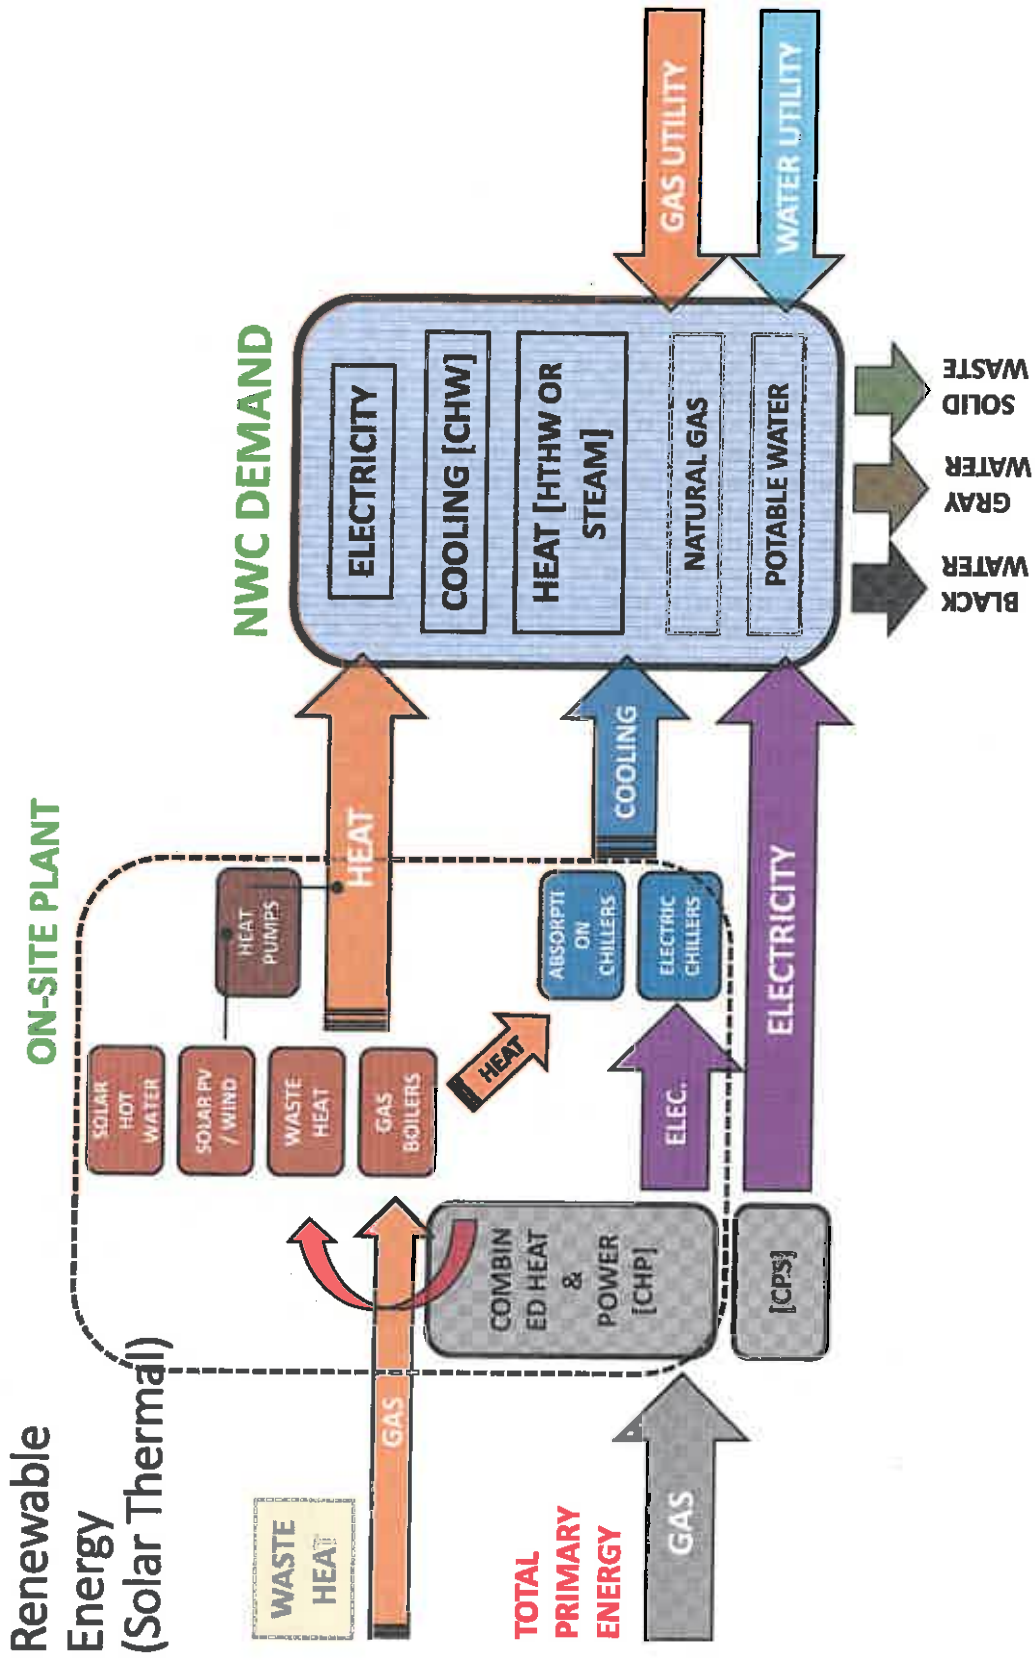 Renewable
Energy
(Solar Thermal)
ON-SITE PLANT
NWC DEMAND
SOLAR
HOT
WATER
SOLAR PV
/ WIND
WASTE
HEAT
GAS
BOILERS
HEAT
PUMPS
HEAT
HEAT
ABSORPTI
ON
CHILLERS
ELECTRIC
CHILLERS
COOLING
ELEC.
ELECTRICITY
WASTE
HEAT
GAS
TOTAL
PRIMARY
ENERGY
GAS
COMBIN
ED HEAT
&
POWER
[CHP]
[CPS]
ELECTRICITY
COOLING [CHW]
HEAT [HTHW OR
STEAM]
NATURAL GAS
POTABLE WATER
GAS UTILITY
WATER UTILITY
BLACK
WATER
GRAY
WATER
SOLID
WASTE